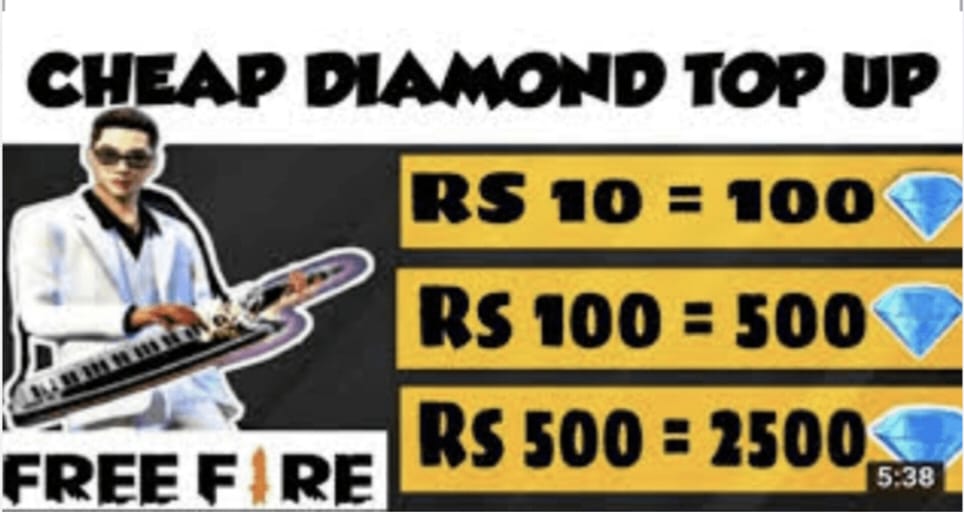 CHEAP DIAMOND TOP UP
RS 10 = 100
RS 100 = 500
RS 500 = 2500
5:38
FREE FIRE